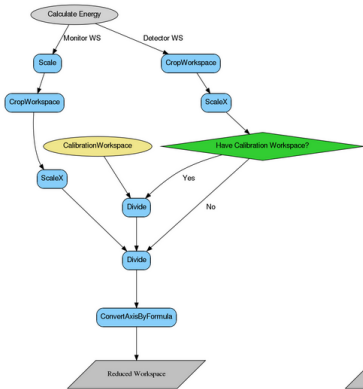 Calculate Energy
Monitor WS
Detector WS
Scale
CropWorkspace
CropWorkspace
ScaleX
CalibrationWorkspace
Have Calibration Workspace?
ScaleX
Yes
Divide
No
Divide
ConvertAxisByFormula
Reduced Workspace